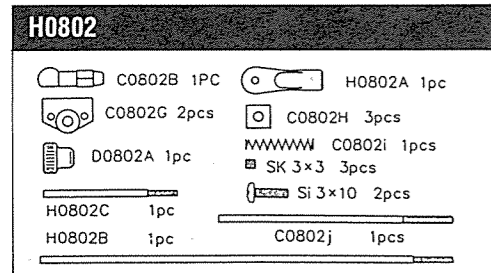 H0802
C0802B 1PC
H0802A 1pc
C0802G 2pcs
C0802H 3pcs
D0802A 1pc
C0802i 1pcs
SK 3×3 3pcs
Si 3×10 2pcs
H0802C 1pc
H0802B 1pc
C0802j 1pcs